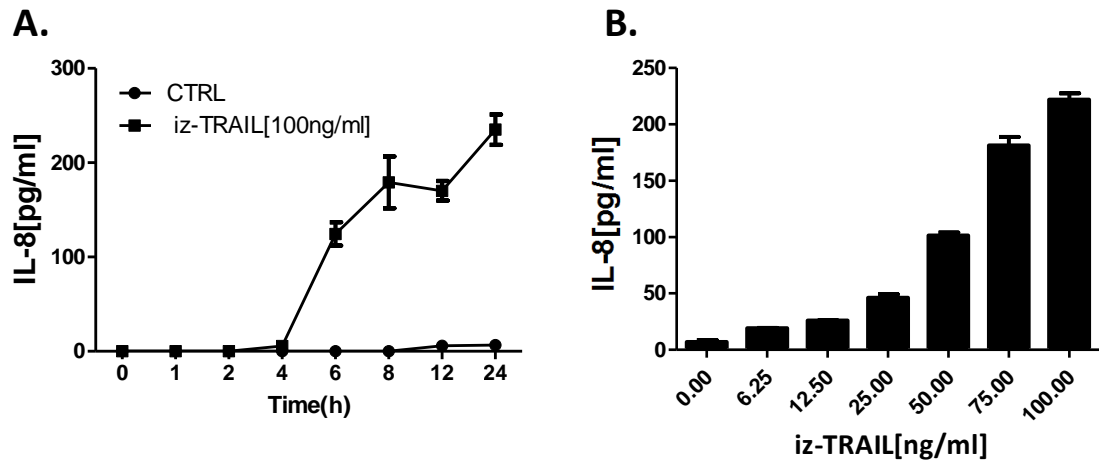 A.
300
200
100
0
IL-8[pg/ml]
CTRL
iz-TRAIL[100ng/ml]
0 1 2 4 6 8 12 24
Time(h)
B.
250
200
150
100
50
0
IL-8[pg/ml]
0.00 6.25 12.50 25.00 50.00 75.00 100.00
iz-TRAIL[ng/ml]